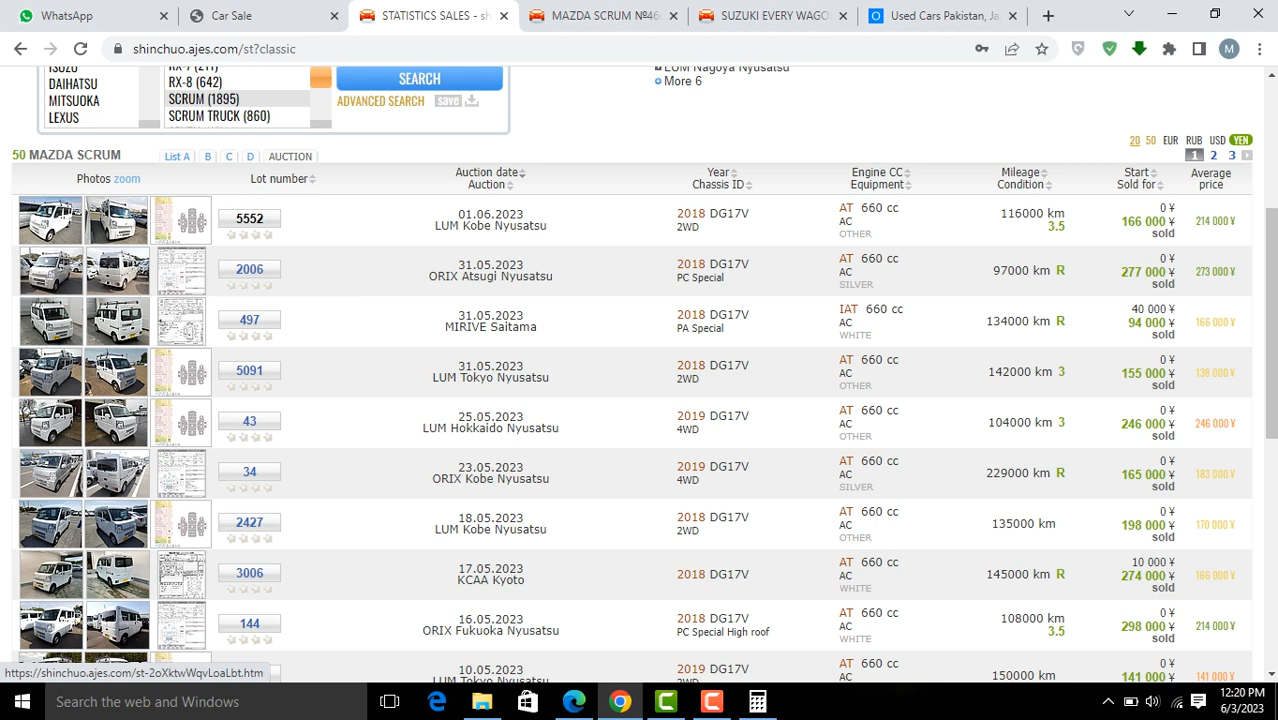 WhatsApp
Car Sale
STATISTICS SALES - sh
MAZDA SCRUM №46
SUZUKI EVERY WAGO
Used Cars Pakistan, Ja
shinchuo.ajes.com/st?classic
M
ISUZU
DAIHATSU
MITSUOKA
LEXUS
RX-7 (211)
RX-8 (642)
SCRUM (1895)
SCRUM TRUCK (860)
SEARCH
ADVANCED SEARCH save
LUM Nagoya Nyusatsu
More 6
20 50 EUR RUB USD YEN
50 MAZDA SCRUM
List A B C D AUCTION
1 2 3
Photos zoom
Lot number
Auction date
Auction
Year
Chassis ID
Engine CC
Equipment
Mileage
Condition
Start
Sold for
Average
price
5552
01.06.2023
LUM Kobe Nyusatsu
2018 DG17V
2WD
AT 660 cc
AC
OTHER
116000 km
3.5
0 ¥
166 000 ¥
sold
214 000 ¥
2006
31.05.2023
ORIX Atsugi Nyusatsu
2018 DG17V
PC Special
AT 660 cc
AC
SILVER
97000 km R
0 ¥
277 000 ¥
sold
273 000 ¥
497
31.05.2023
MIRIVE Saitama
2018 DG17V
PA Special
IAT 660 cc
AC
WHITE
134000 km R
40 000 ¥
94 000 ¥
sold
166 000 ¥
5091
31.05.2023
LUM Tokyo Nyusatsu
2018 DG17V
2WD
AT 660 cc
AC
OTHER
142000 km 3
0 ¥
155 000 ¥
sold
138 000 ¥
43
25.05.2023
LUM Hokkaido Nyusatsu
2019 DG17V
4WD
AT 660 cc
AC
OTHER
104000 km 3
0 ¥
246 000 ¥
sold
246 000 ¥
34
23.05.2023
ORIX Kobe Nyusatsu
2019 DG17V
4WD
AT 660 cc
AC
SILVER
229000 km R
0 ¥
165 000 ¥
sold
183 000 ¥
2427
18.05.2023
LUM Kobe Nyusatsu
2018 DG17V
2WD
AT 660 cc
AC
OTHER
135000 km
0 ¥
198 000 ¥
sold
170 000 ¥
3006
17.05.2023
KCAA Kyoto
2018 DG17V
AT 660 cc
AC
WHITE
145000 km R
10 000 ¥
274 000 ¥
sold
166 000 ¥
144
16.05.2023
ORIX Fukuoka Nyusatsu
2018 DG17V
PC Special High roof
AT 660 cc
AC
WHITE
108000 km
3.5
0 ¥
298 000 ¥
sold
214 000 ¥
10.05.2023
LUM Tokyo Nyusatsu
2019 DG17V
2WD
AT 660 cc
AC
150000 km
0 ¥
141 000 ¥
141 000 ¥
https://shinchuo.ajes.com/st-2oXktwWqvLoaLbt.htm
Search the web and Windows
12:20 PM
6/3/2023